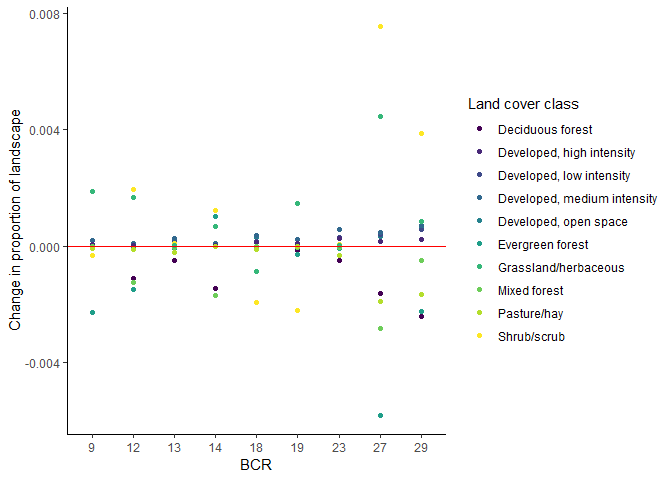 0.008
0.004
0.000
-0.004
Change in proportion of landscape
9 12 13 14 18 19 23 27 29
BCR
Land cover class
Deciduous forest
Developed, high intensity
Developed, low intensity
Developed, medium intensity
Developed, open space
Evergreen forest
Grassland/herbaceous
Mixed forest
Pasture/hay
Shrub/scrub